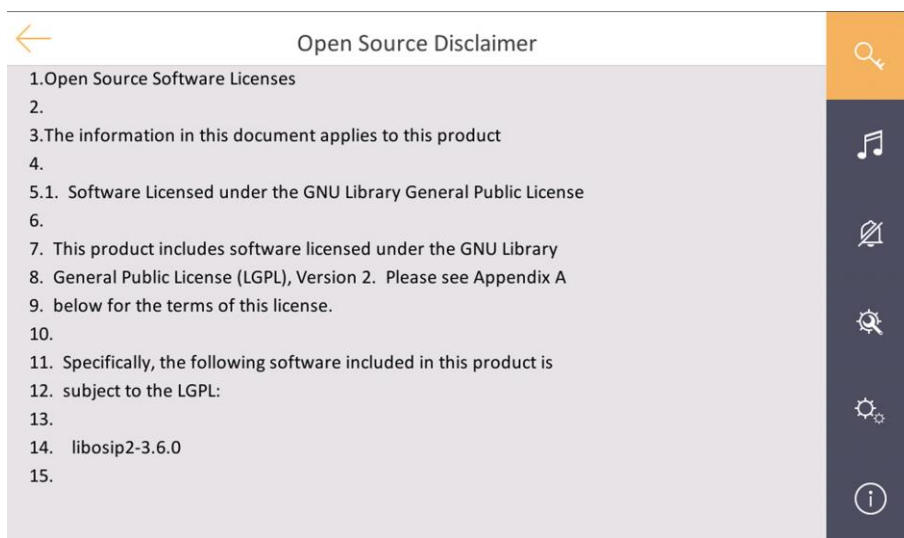 Open Source Disclaimer
1.Open Source Software Licenses
2.
3.The information in this document applies to this product
4.
5.1.  Software Licensed under the GNU Library General Public License
6.
7.  This product includes software licensed under the GNU Library
8.  General Public License (LGPL), Version 2.  Please see Appendix A
9.  below for the terms of this license.
10.
11.  Specifically, the following software included in this product is
12.  subject to the LGPL:
13.
14.    libosip2-3.6.0
15.